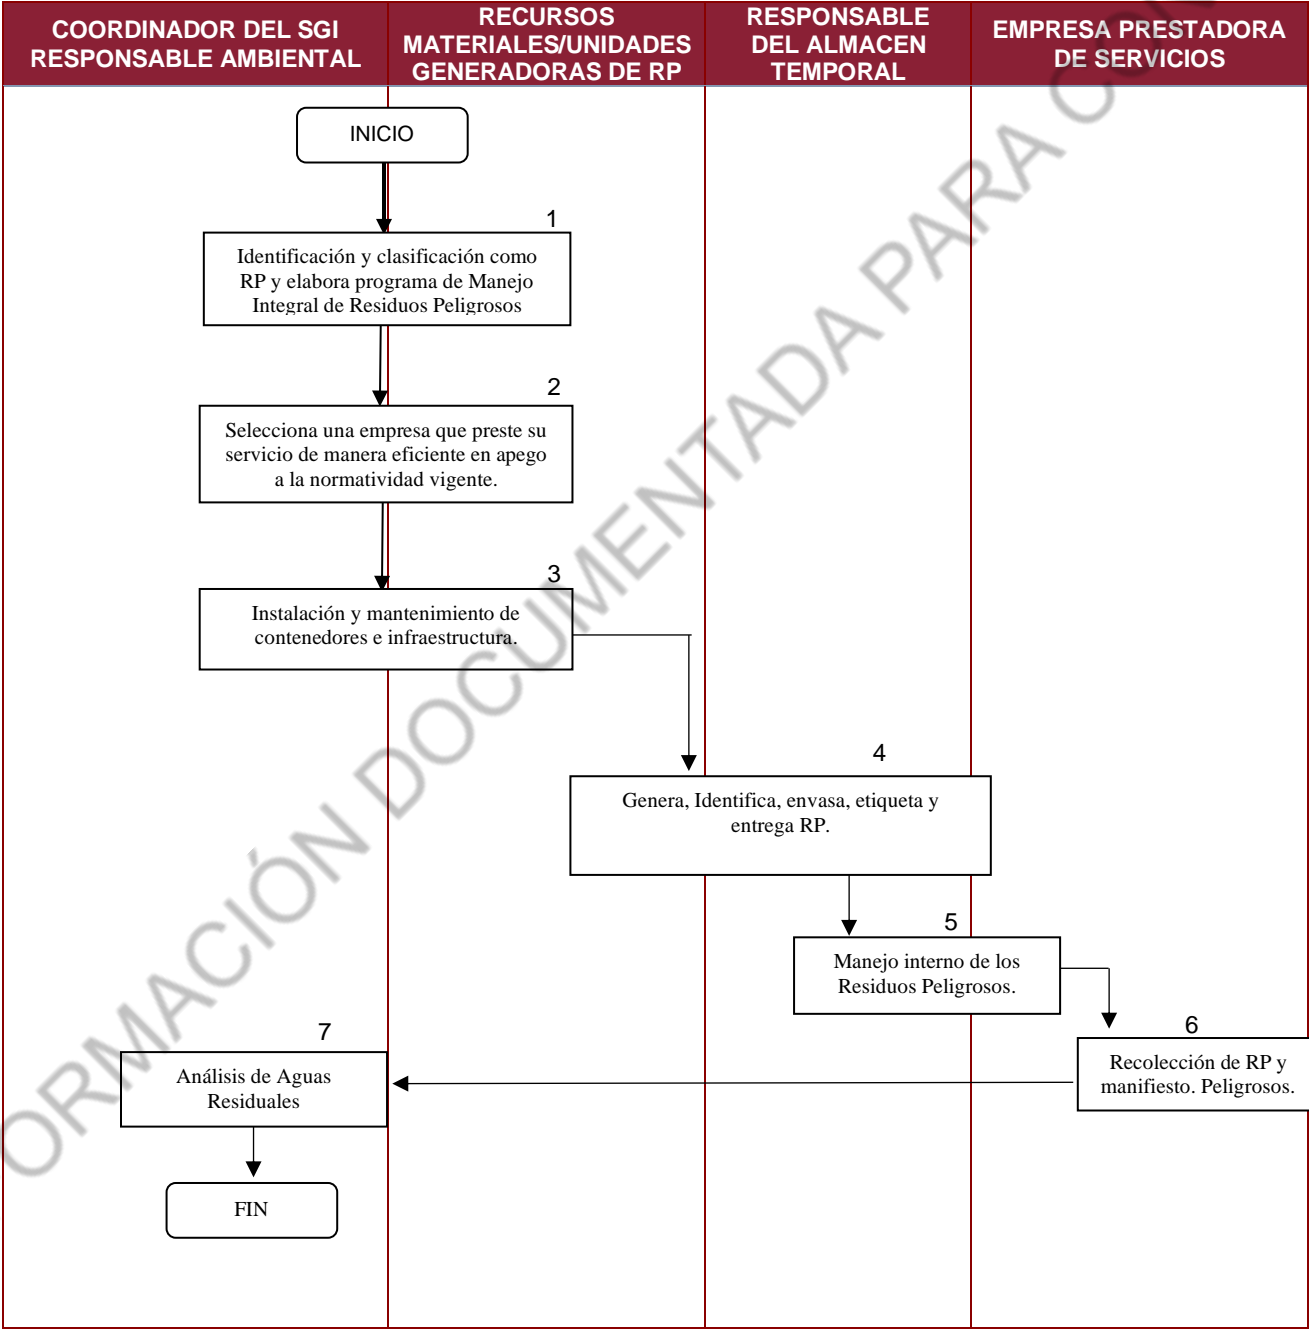 COORDINADOR DEL SGI
RESPONSABLE AMBIENTAL
RECURSOS
MATERIALES/UNIDADES
GENERADORAS DE RP
RESPONSABLE
DEL ALMACEN
TEMPORAL
EMPRESA PRESTADORA
DE SERVICIOS
INICIO
1
Identificación y clasificación como
RP y elabora programa de Manejo
Integral de Residuos Peligrosos
2
Selecciona una empresa que preste su
servicio de manera eficiente en apego
a la normatividad vigente.
3
Instalación y mantenimiento de
contenedores e infraestructura.
4
Genera, Identifica, envasa, etiqueta y
entrega RP.
5
Manejo interno de los
Residuos Peligrosos.
6
Recolección de RP y
manifiesto. Peligrosos.
7
Análisis de Aguas
Residuales
FIN
ORMACIÓN DOCUMENTADA PARA CON